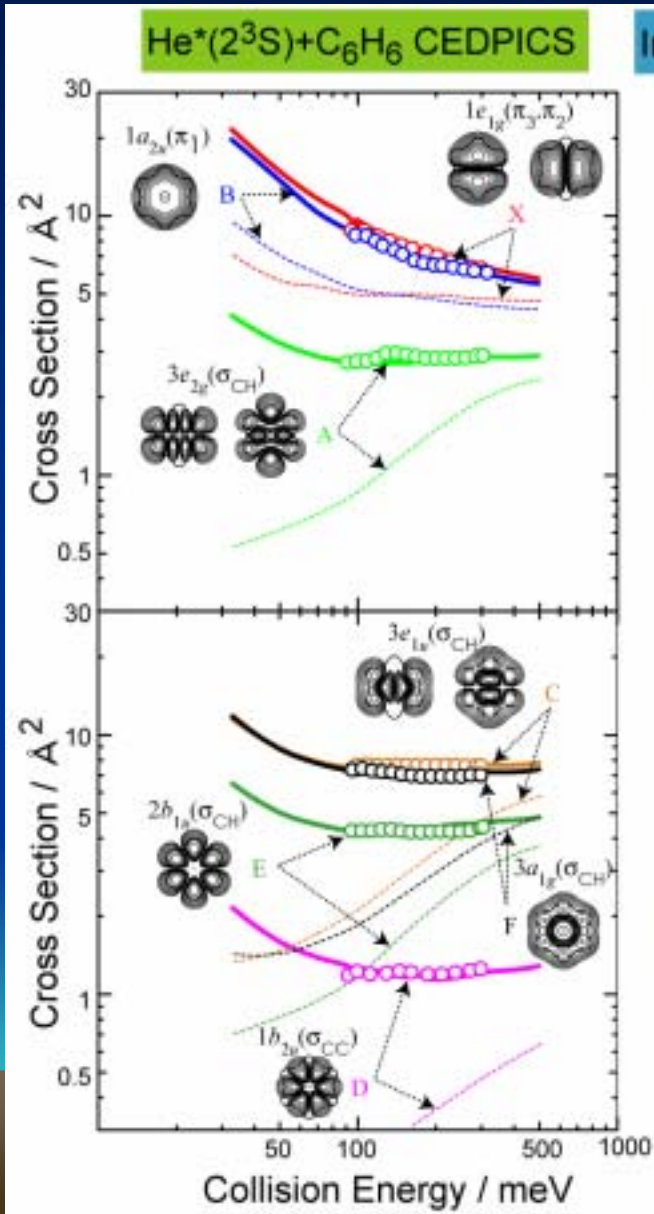 He*(2³S)+C₆H₆ CEDPICS
Cross Section / Å²
30
10
5
1
0.5
1a₂ᵤ(π₁)
1e₁g(π₃,π₂)
B
X
3e₂g(σCH)
A
Cross Section / Å²
30
10
5
1
0.5
3e₁ᵤ(σCH)
C
2b₁ᵤ(σCH)
E
3a₁g(σCH)
F
1b₂ᵤ(σCC)
D
50
100
500
1000
Collision Energy / meV